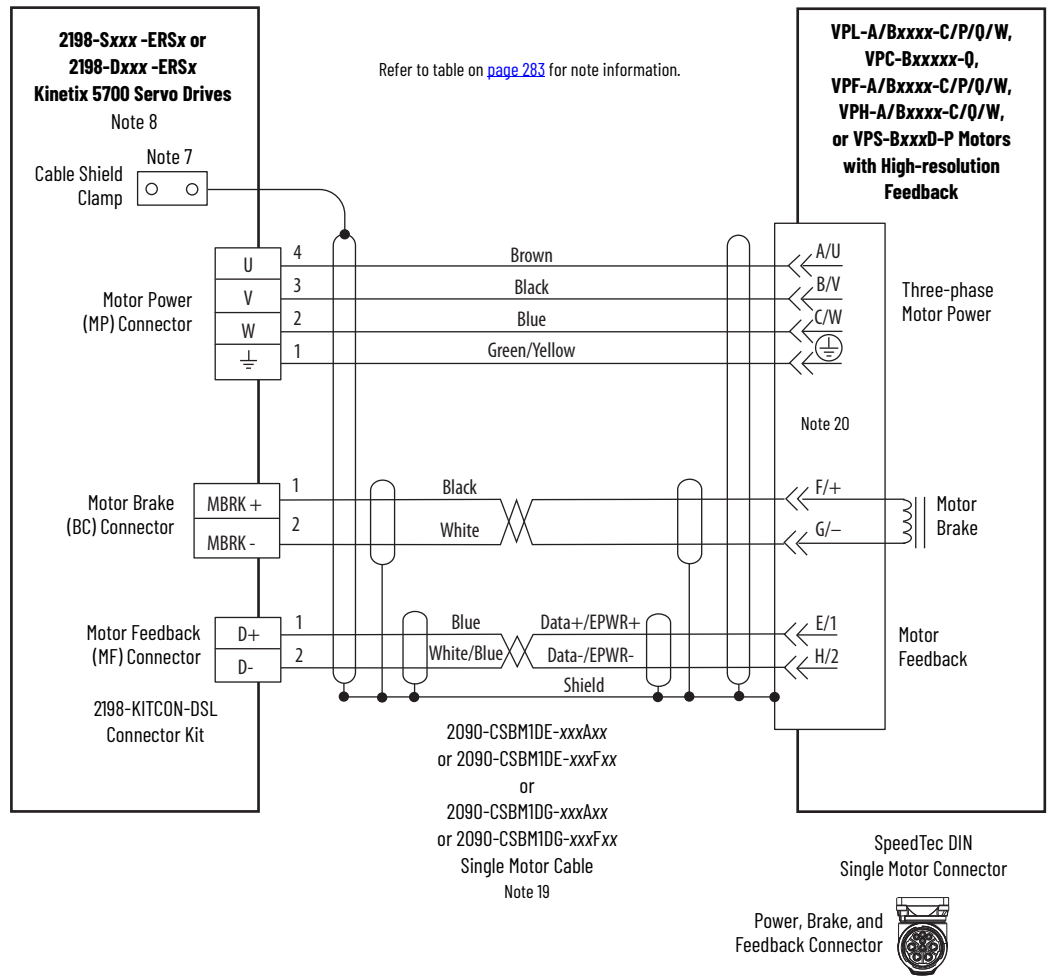 2198-Sxxx -ERSx or
2198-Dxxx -ERSx
Kinetix 5700 Servo Drives
Note 8
Note 7
Cable Shield
Clamp
Refer to table on page 283 for note information.
VPL-A/Bxxxx-C/P/Q/W,
VPC-Bxxxxx-Q,
VPF-A/Bxxxx-C/P/Q/W,
VPH-A/Bxxxx-C/Q/W,
or VPS-BxxxD-P Motors
with High-resolution
Feedback
Motor Power
(MP) Connector
U
4
Brown
A/U
V
3
Black
B/V
W
2
Blue
C/W
1
Green/Yellow
Three-phase
Motor Power
Note 20
Motor Brake
(BC) Connector
MBRK +
1
Black
F/+
MBRK -
2
White
G/–
Motor
Brake
Motor Feedback
(MF) Connector
D+
1
Blue
Data+/EPWR+
E/1
D-
2
White/Blue
Data-/EPWR-
H/2
Shield
Motor
Feedback
2198-KITCON-DSL
Connector Kit
2090-CSBM1DE-xxxAxx
or 2090-CSBM1DE-xxxFxx
or
2090-CSBM1DG-xxxAxx
or 2090-CSBM1DG-xxxFxx
Single Motor Cable
Note 19
SpeedTec DIN
Single Motor Connector
Power, Brake, and
Feedback Connector